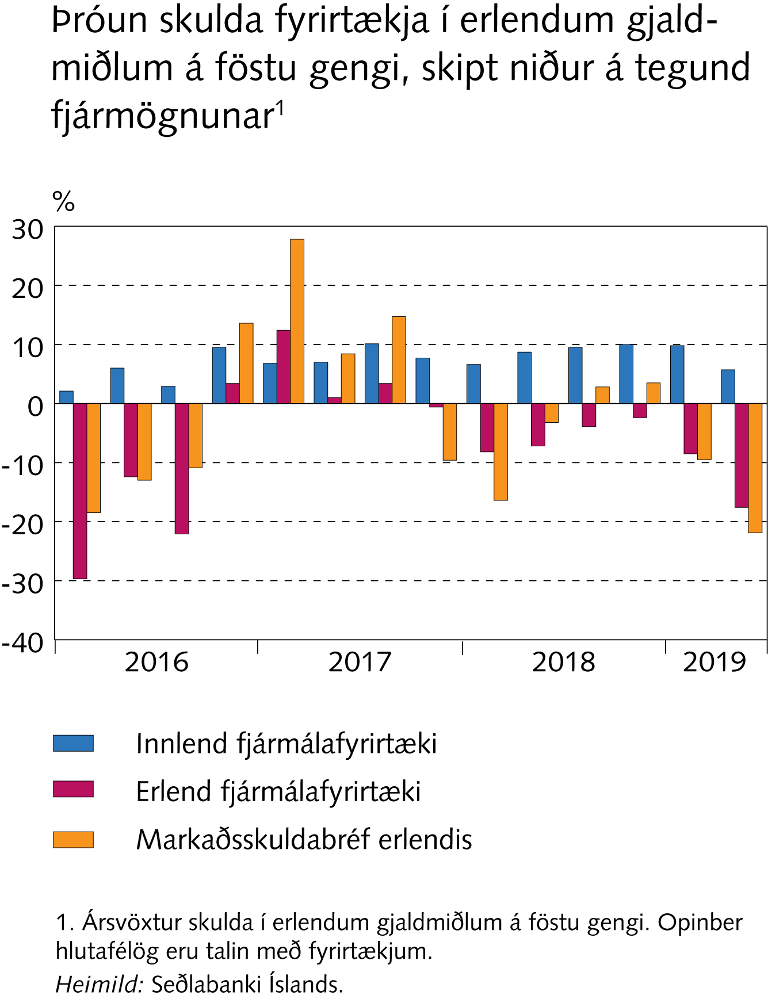 Þróun skulda fyrirtækja í erlendum gjald-
miðlum á föstu gengi, skipt niður á tegund
fjármögnunar¹
%
30
20
10
0
-10
-20
-30
-40
2016 2017 2018 2019
Innlend fjármálafyrirtæki
Erlend fjármálafyrirtæki
Markaðsskuldabréf erlendis
1. Ársvöxtur skulda í erlendum gjaldmiðlum á föstu gengi. Opinber
hlutafélög eru talin með fyrirtækjum.
Heimild: Seðlabanki Íslands.